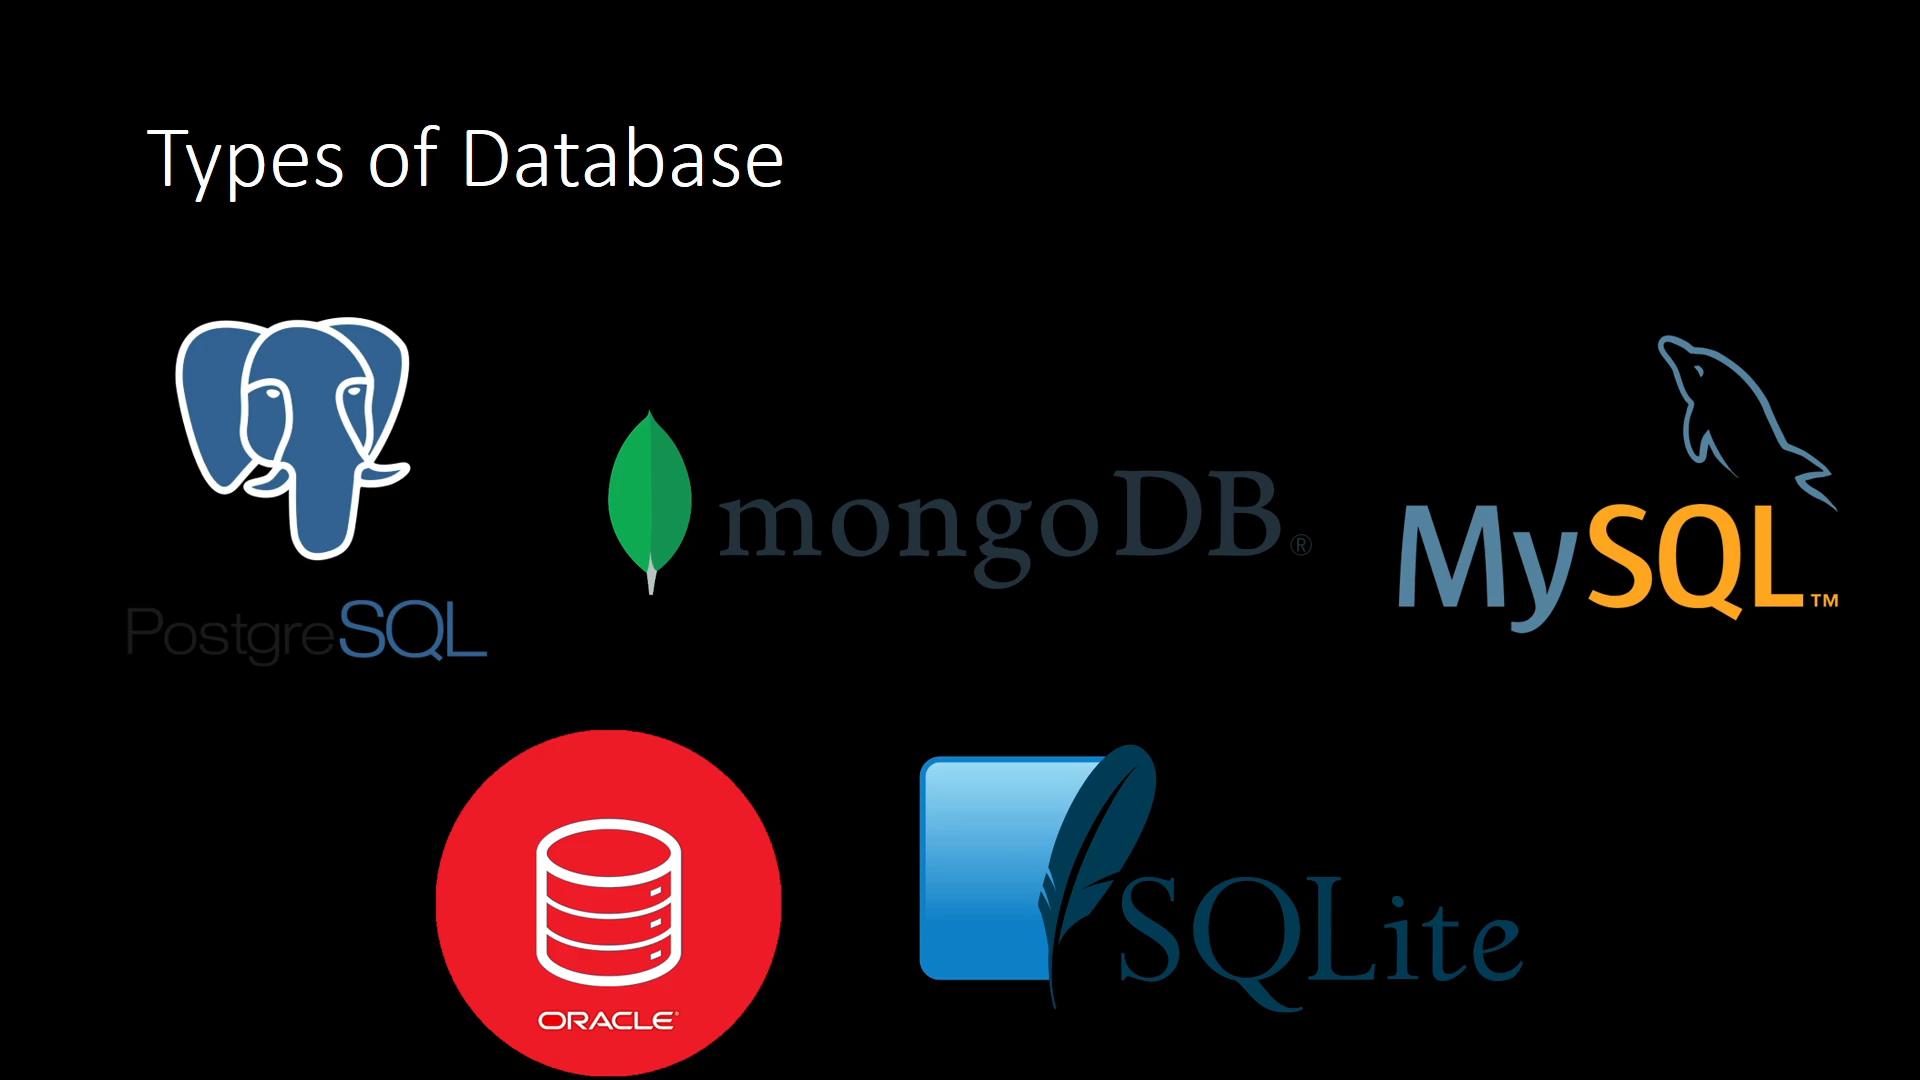 Types of Database
PostgreSQL
mongoDB®
MySQL™
ORACLE®
SQLite